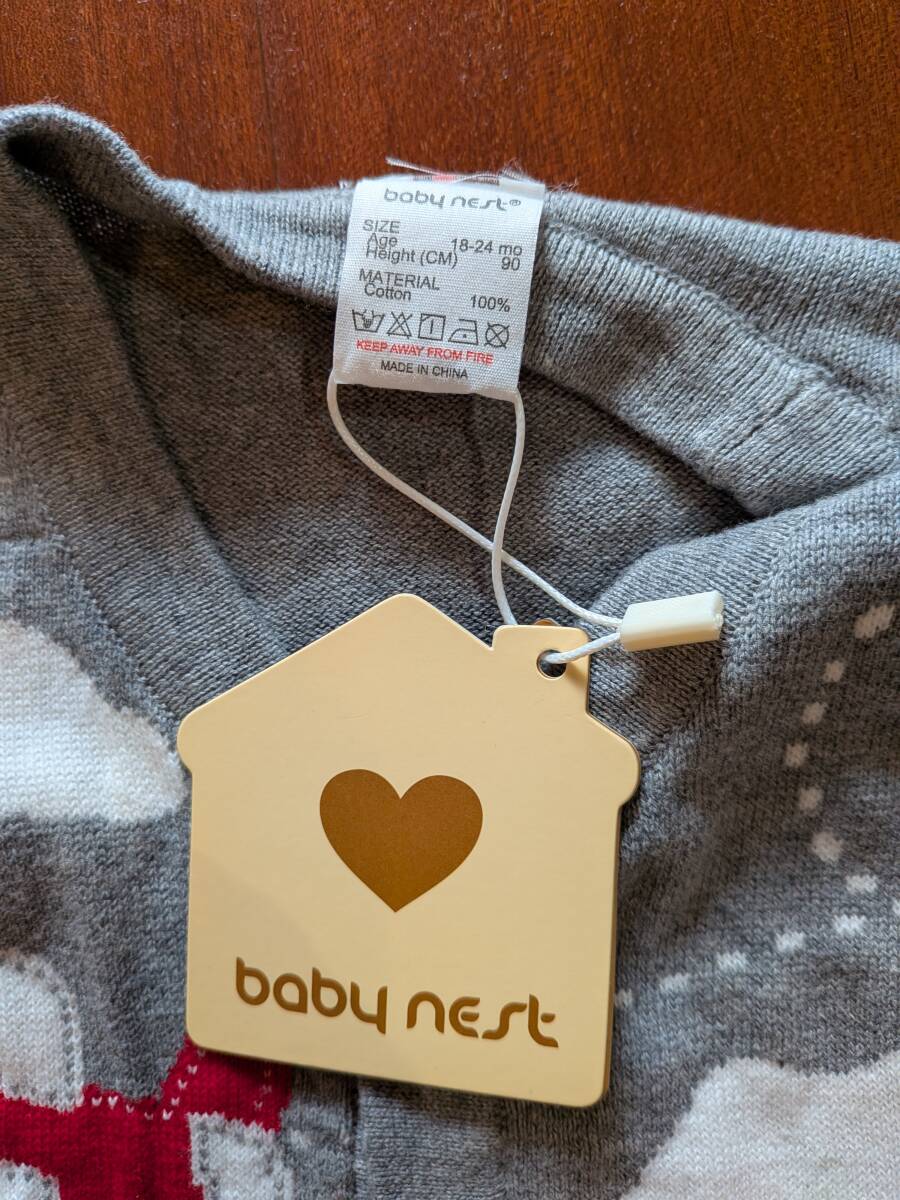 baby nest®
SIZE
Age 18-24 mo
Height (CM) 90
MATERIAL
Cotton 100%
KEEP AWAY FROM FIRE
MADE IN CHINA
baby nest